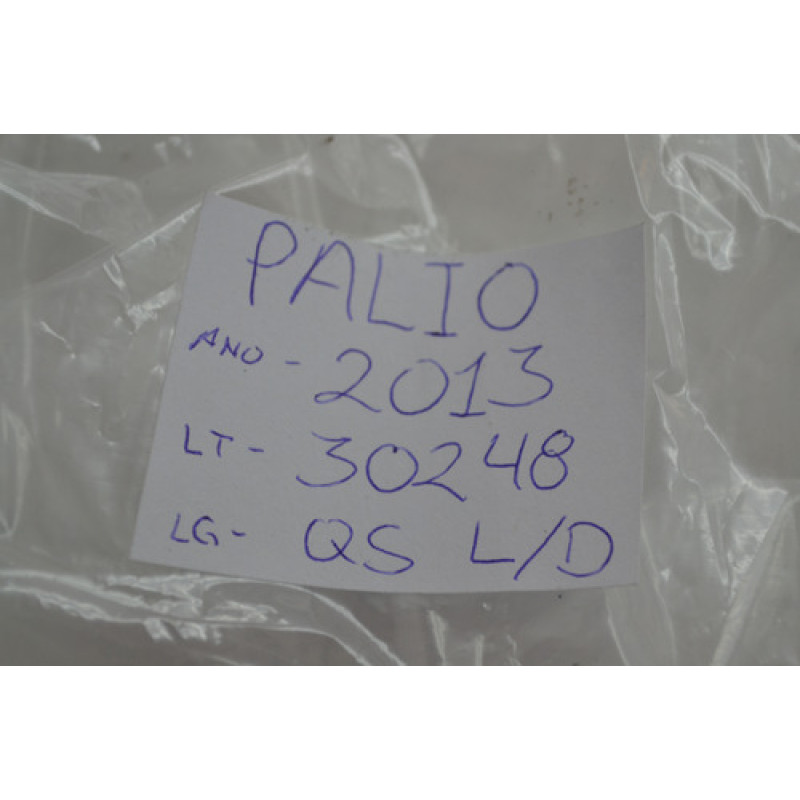 PALIO
ANO - 2013
LT - 30248
LG - QS L/D